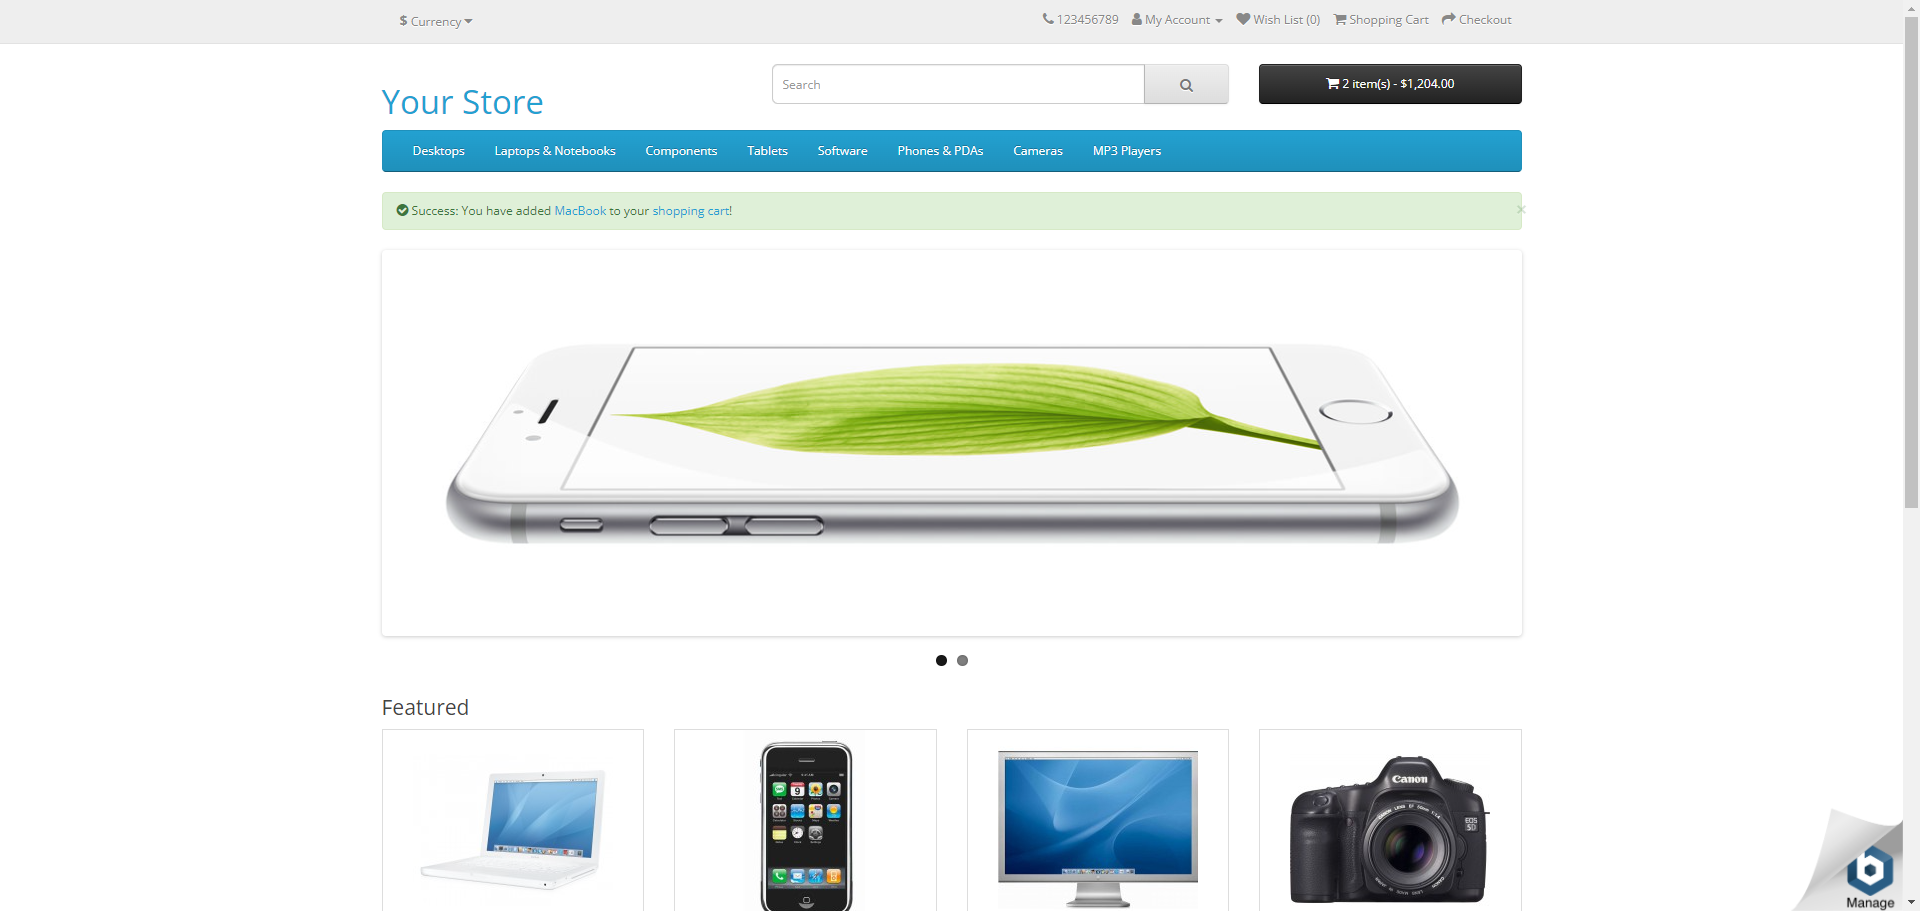 $ Currency
123456789 My Account Wish List (0) Shopping Cart Checkout
Your Store
Search
2 item(s) - $1,204.00
Desktops Laptops & Notebooks Components Tablets Software Phones & PDAs Cameras MP3 Players
Success: You have added MacBook to your shopping cart!
×
Featured
Canon
EOS
5D
Manage